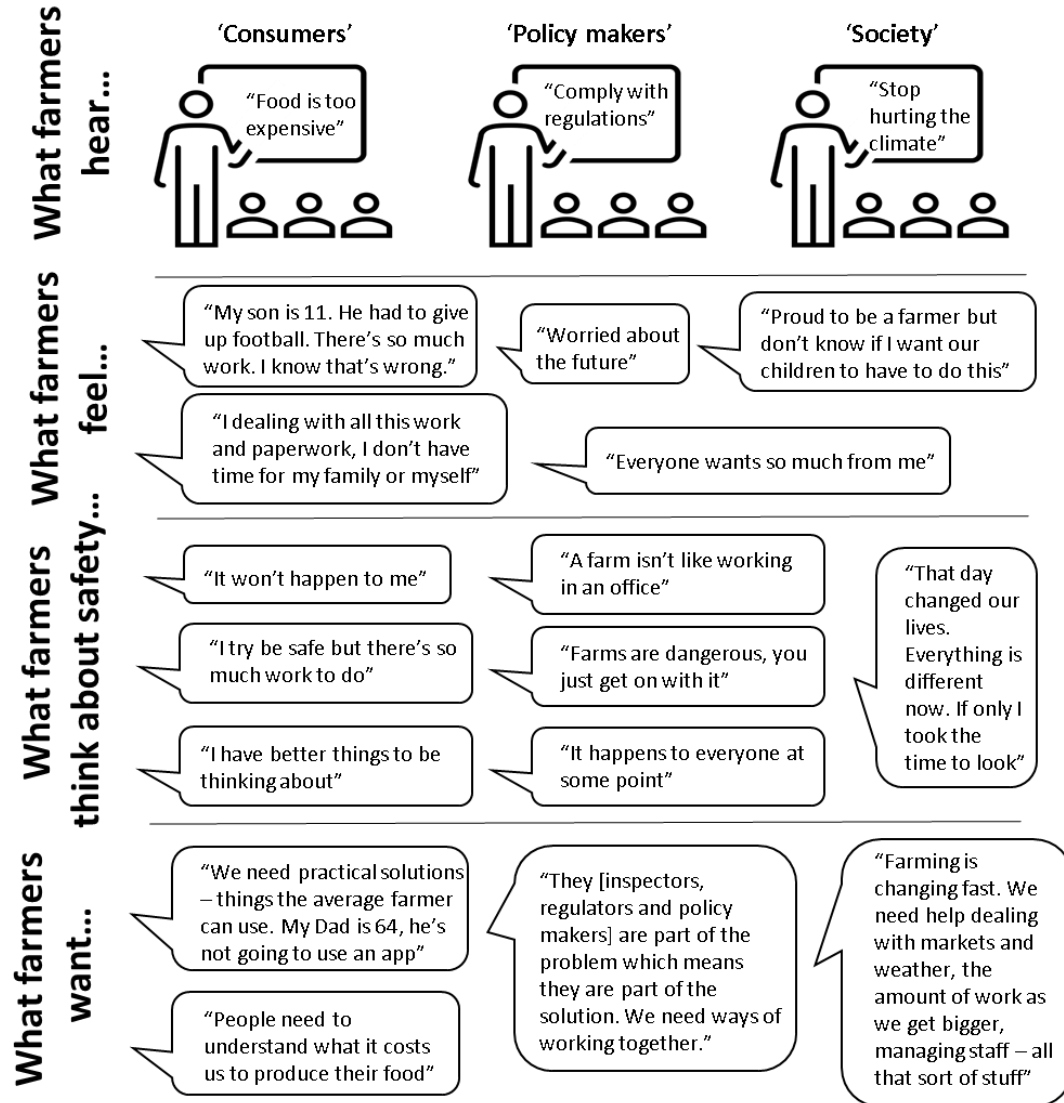 What farmers
hear...
‘Consumers’
‘Policy makers’
‘Society’
“Food is too
expensive”
“Comply with
regulations”
“Stop
hurting the
climate”
What farmers
feel...
“My son is 11. He had to give
up football. There’s so much
work. I know that’s wrong.”
“Worried about
the future”
“Proud to be a farmer but
don’t know if I want our
children to have to do this”
“I dealing with all this work
and paperwork, I don’t have
time for my family or myself”
“Everyone wants so much from me”
What farmers
think about safety...
“It won’t happen to me”
“A farm isn’t like working
in an office”
“That day
changed our
lives.
Everything is
different
now. If only I
took the
time to look”
“I try be safe but there’s so
much work to do”
“Farms are dangerous, you
just get on with it”
“I have better things to be
thinking about”
“It happens to everyone at
some point”
What farmers
want...
“We need practical solutions
– things the average farmer
can use. My Dad is 64, he’s
not going to use an app”
“They [inspectors,
regulators and policy
makers] are part of the
problem which means
they are part of the
solution. We need ways of
working together.”
“Farming is
changing fast. We
need help dealing
with markets and
weather, the
amount of work as
we get bigger,
managing staff – all
that sort of stuff”
“People need to
understand what it costs
us to produce their food”